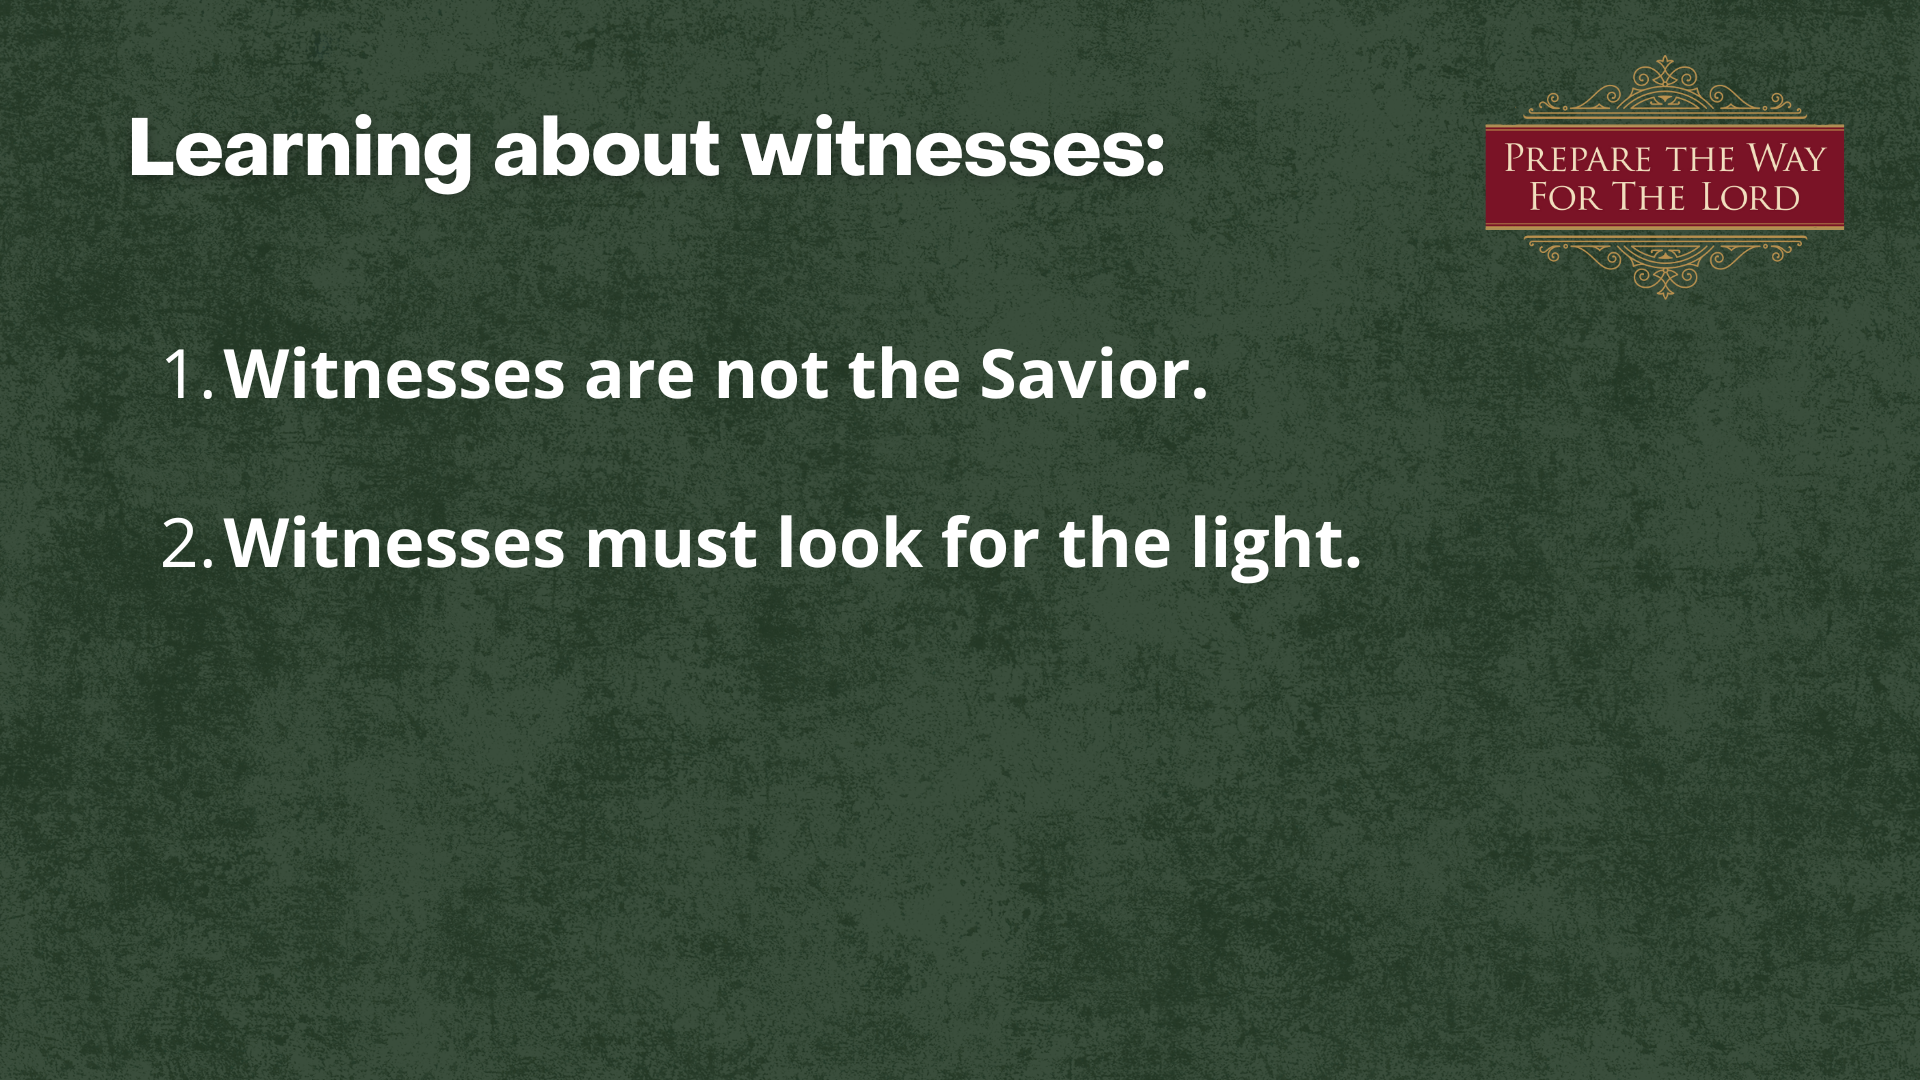 Learning about witnesses:
PREPARE THE WAY
FOR THE LORD
1. Witnesses are not the Savior.
2. Witnesses must look for the light.